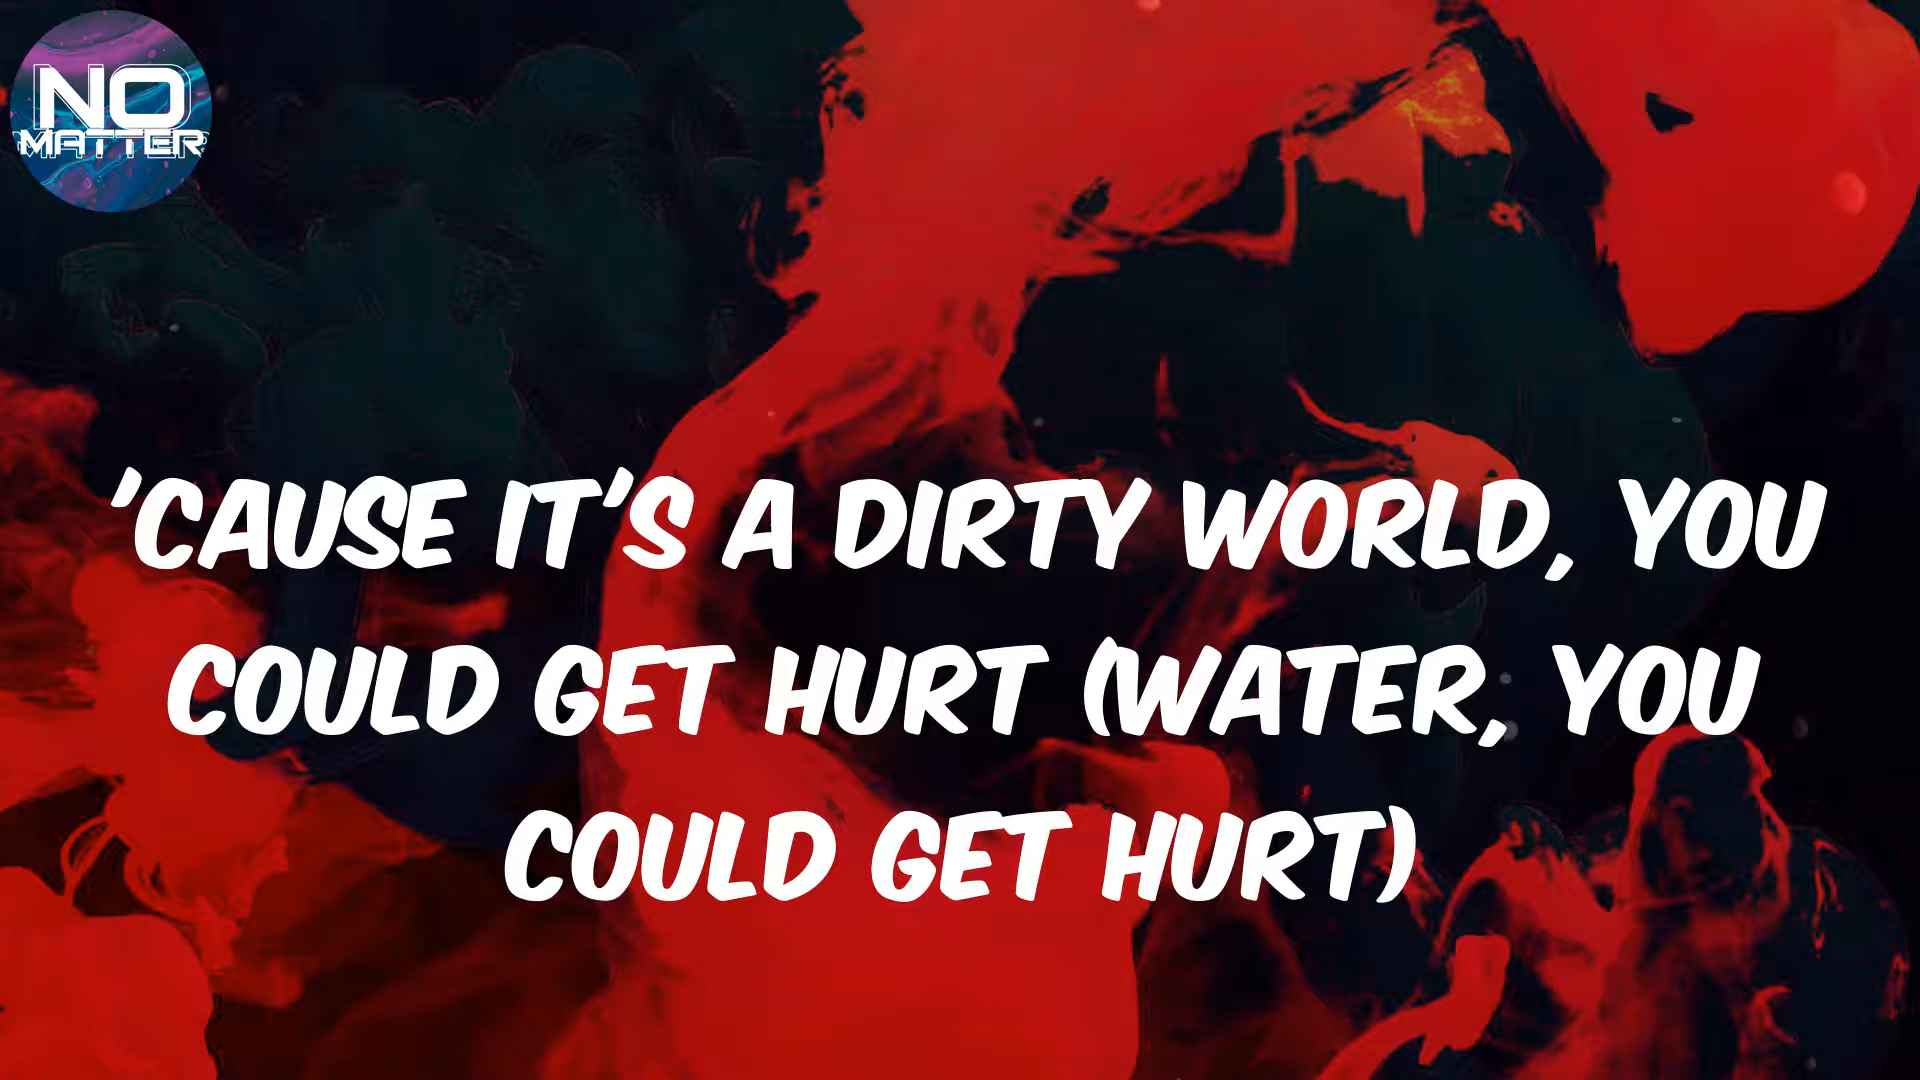 NO
MATTER
'CAUSE IT'S A DIRTY WORLD, YOU
COULD GET HURT (WATER, YOU
COULD GET HURT)